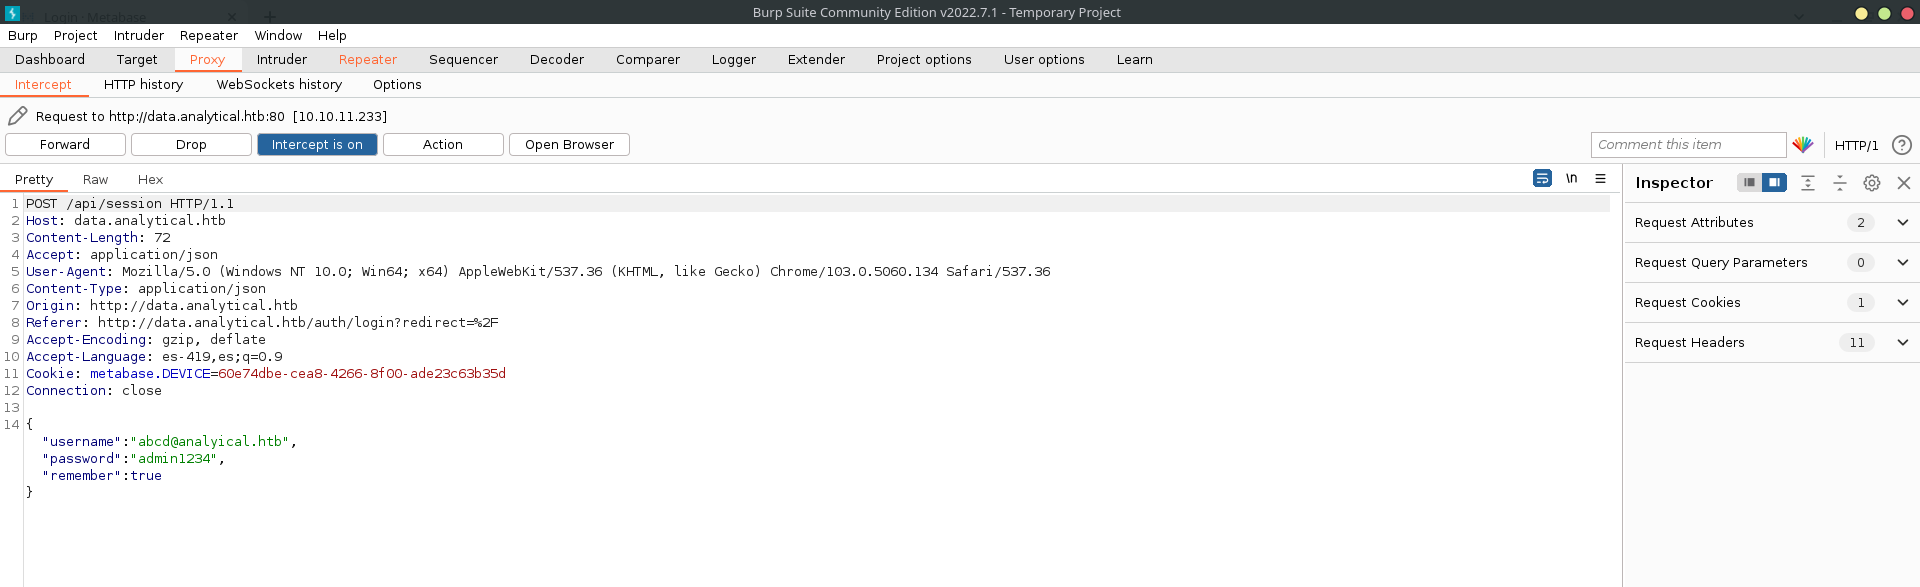 Login · Metabase
Burp Suite Community Edition v2022.7.1 - Temporary Project
Burp Project Intruder Repeater Window Help
Dashboard Target Proxy Intruder Repeater Sequencer Decoder Comparer Logger Extender Project options User options Learn
Intercept HTTP history WebSockets history Options
Request to http://data.analytical.htb:80 [10.10.11.233]
Forward Drop Intercept is on Action Open Browser Comment this item HTTP/1 ?
Pretty Raw Hex \n Inspector
1 POST /api/session HTTP/1.1
2 Host: data.analytical.htb
3 Content-Length: 72
4 Accept: application/json
5 User-Agent: Mozilla/5.0 (Windows NT 10.0; Win64; x64) AppleWebKit/537.36 (KHTML, like Gecko) Chrome/103.0.5060.134 Safari/537.36
6 Content-Type: application/json
7 Origin: http://data.analytical.htb
8 Referer: http://data.analytical.htb/auth/login?redirect=%2F
9 Accept-Encoding: gzip, deflate
10 Accept-Language: es-419,es;q=0.9
11 Cookie: metabase.DEVICE=60e74dbe-cea8-4266-8f00-ade23c63b35d
12 Connection: close
13
14 {
"username":"abcd@analyical.htb",
"password":"admin1234",
"remember":true
}
Request Attributes 2
Request Query Parameters 0
Request Cookies 1
Request Headers 11